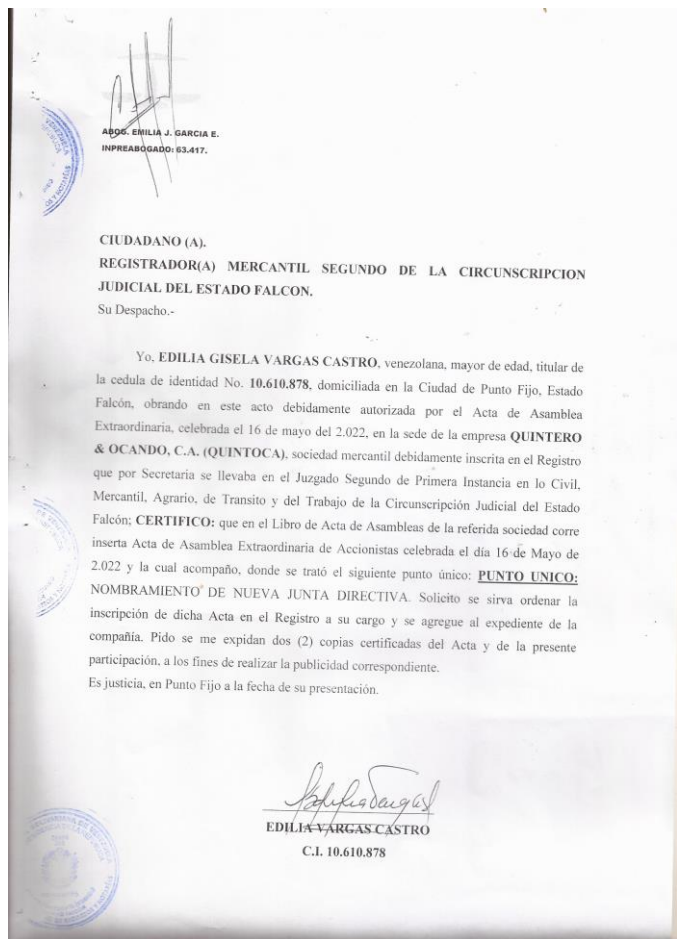 ABOG. EMILIA J. GARCIA E.
INPREABOGADO: 63.417.
CIUDADANO (A).
REGISTRADOR(A) MERCANTIL SEGUNDO DE LA CIRCUNSCRIPCION
JUDICIAL DEL ESTADO FALCON.
Su Despacho.-
Yo, EDILIA GISELA VARGAS CASTRO, venezolana, mayor de edad, titular de
la cedula de identidad No. 10.610.878, domiciliada en la Ciudad de Punto Fijo, Estado
Falcón, obrando en este acto debidamente autorizada por el Acta de Asamblea
Extraordinaria, celebrada el 16 de mayo del 2.022, en la sede de la empresa QUINTERO
& OCANDO, C.A. (QUINTOCA), sociedad mercantil debidamente inscrita en el Registro
que por Secretaria se llevaba en el Juzgado Segundo de Primera Instancia en lo Civil,
Mercantil, Agrario, de Transito y del Trabajo de la Circunscripción Judicial del Estado
Falcón; CERTIFICO: que en el Libro de Acta de Asambleas de la referida sociedad corre
inserta Acta de Asamblea Extraordinaria de Accionistas celebrada el día 16 de Mayo de
2.022 y la cual acompaño, donde se trató el siguiente punto único: PUNTO UNICO:
NOMBRAMIENTO DE NUEVA JUNTA DIRECTIVA. Solicito se sirva ordenar la
inscripción de dicha Acta en el Registro a su cargo y se agregue al expediente de la
compañía. Pido se me expidan dos (2) copias certificadas del Acta y de la presente
participación, a los fines de realizar la publicidad correspondiente.
Es justicia, en Punto Fijo a la fecha de su presentación.
EDILIA VARGAS CASTRO
C.I. 10.610.878